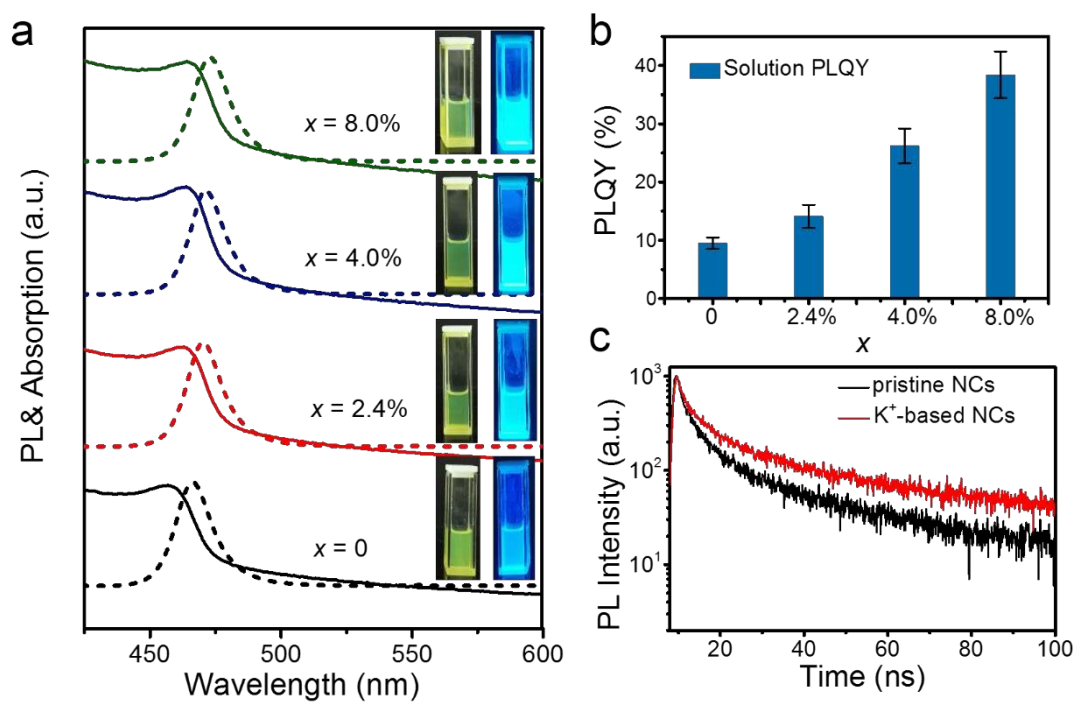 a
PL& Absorption (a.u.)
x = 8.0%
x = 4.0%
x = 2.4%
x = 0
450 500 550 600
Wavelength (nm)
b
PLQY (%)
40
30
20
10
0
Solution PLQY
0 2.4% 4.0% 8.0%
x
c
PL Intensity (a.u.)
10³
10²
10¹
pristine NCs
K⁺-based NCs
20 40 60 80 100
Time (ns)